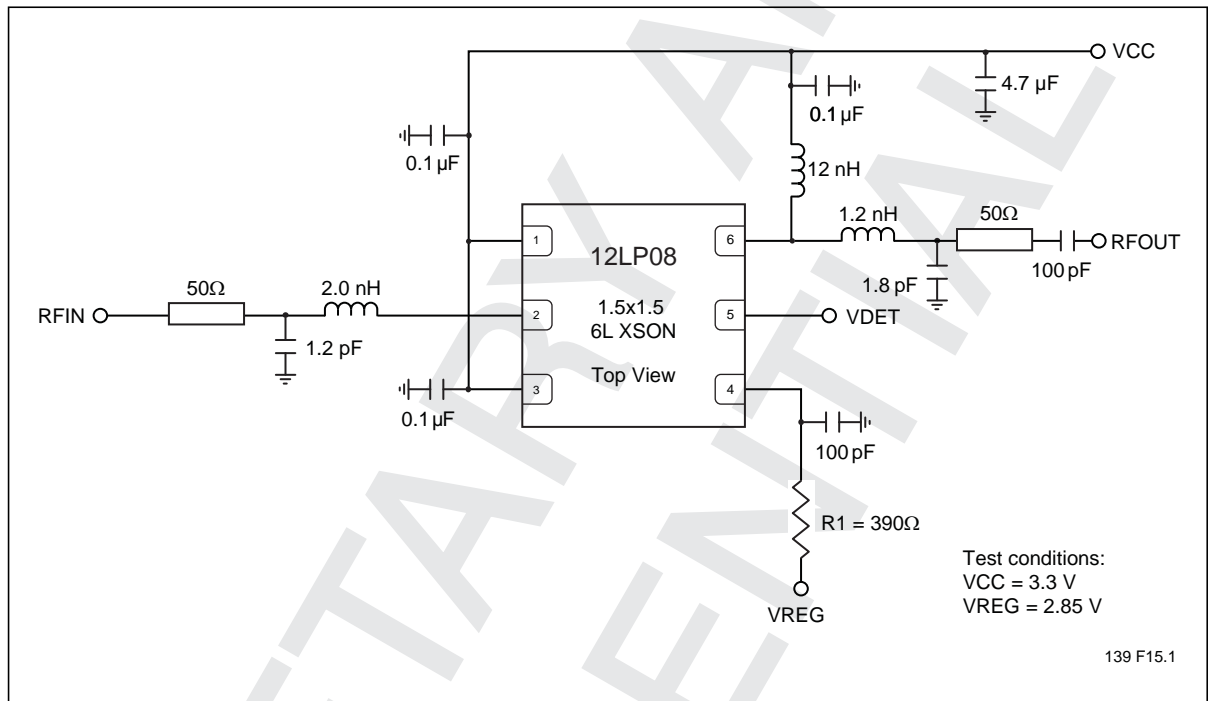 VCC
4.7 µF
0.1 µF
0.1 µF
12 nH
1.2 nH
50Ω
RFOUT
100 pF
1.8 pF
1
6
12LP08
50Ω
2.0 nH
RFIN
1.2 pF
2
1.5x1.5
6L XSON
5
VDET
Top View
3
4
0.1 µF
100 pF
R1 = 390Ω
VREG
Test conditions:
VCC = 3.3 V
VREG = 2.85 V
139 F15.1